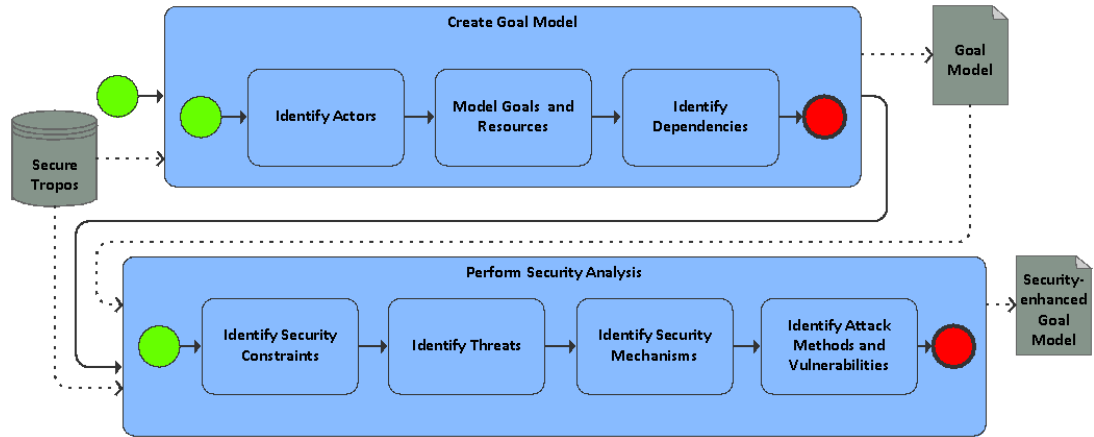 Create Goal Model
Goal
Model
Identify Actors
Model Goals and
Resources
Identify
Dependencies
Secure
Tropos
Perform Security Analysis
Security-
enhanced
Goal
Model
Identify Security
Constraints
Identify Threats
Identify Security
Mechanisms
Identify Attack
Methods and
Vulnerabilities